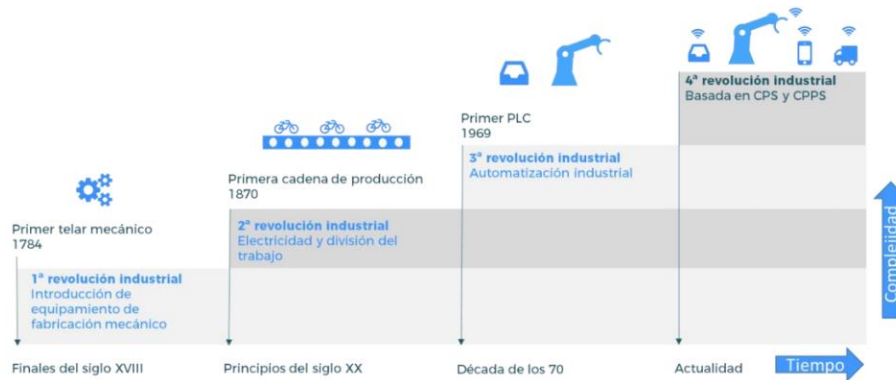 4ª revolución industrial
Basada en CPS y CPPS
Primer PLC
1969
3ª revolución industrial
Automatización industrial
Primera cadena de producción
1870
2ª revolución industrial
Electricidad y división del
trabajo
Primer telar mecánico
1784
1ª revolución industrial
Introducción de
equipamiento de
fabricación mecánico
Complejidad
Finales del siglo XVIII
Principios del siglo XX
Década de los 70
Actualidad
Tiempo